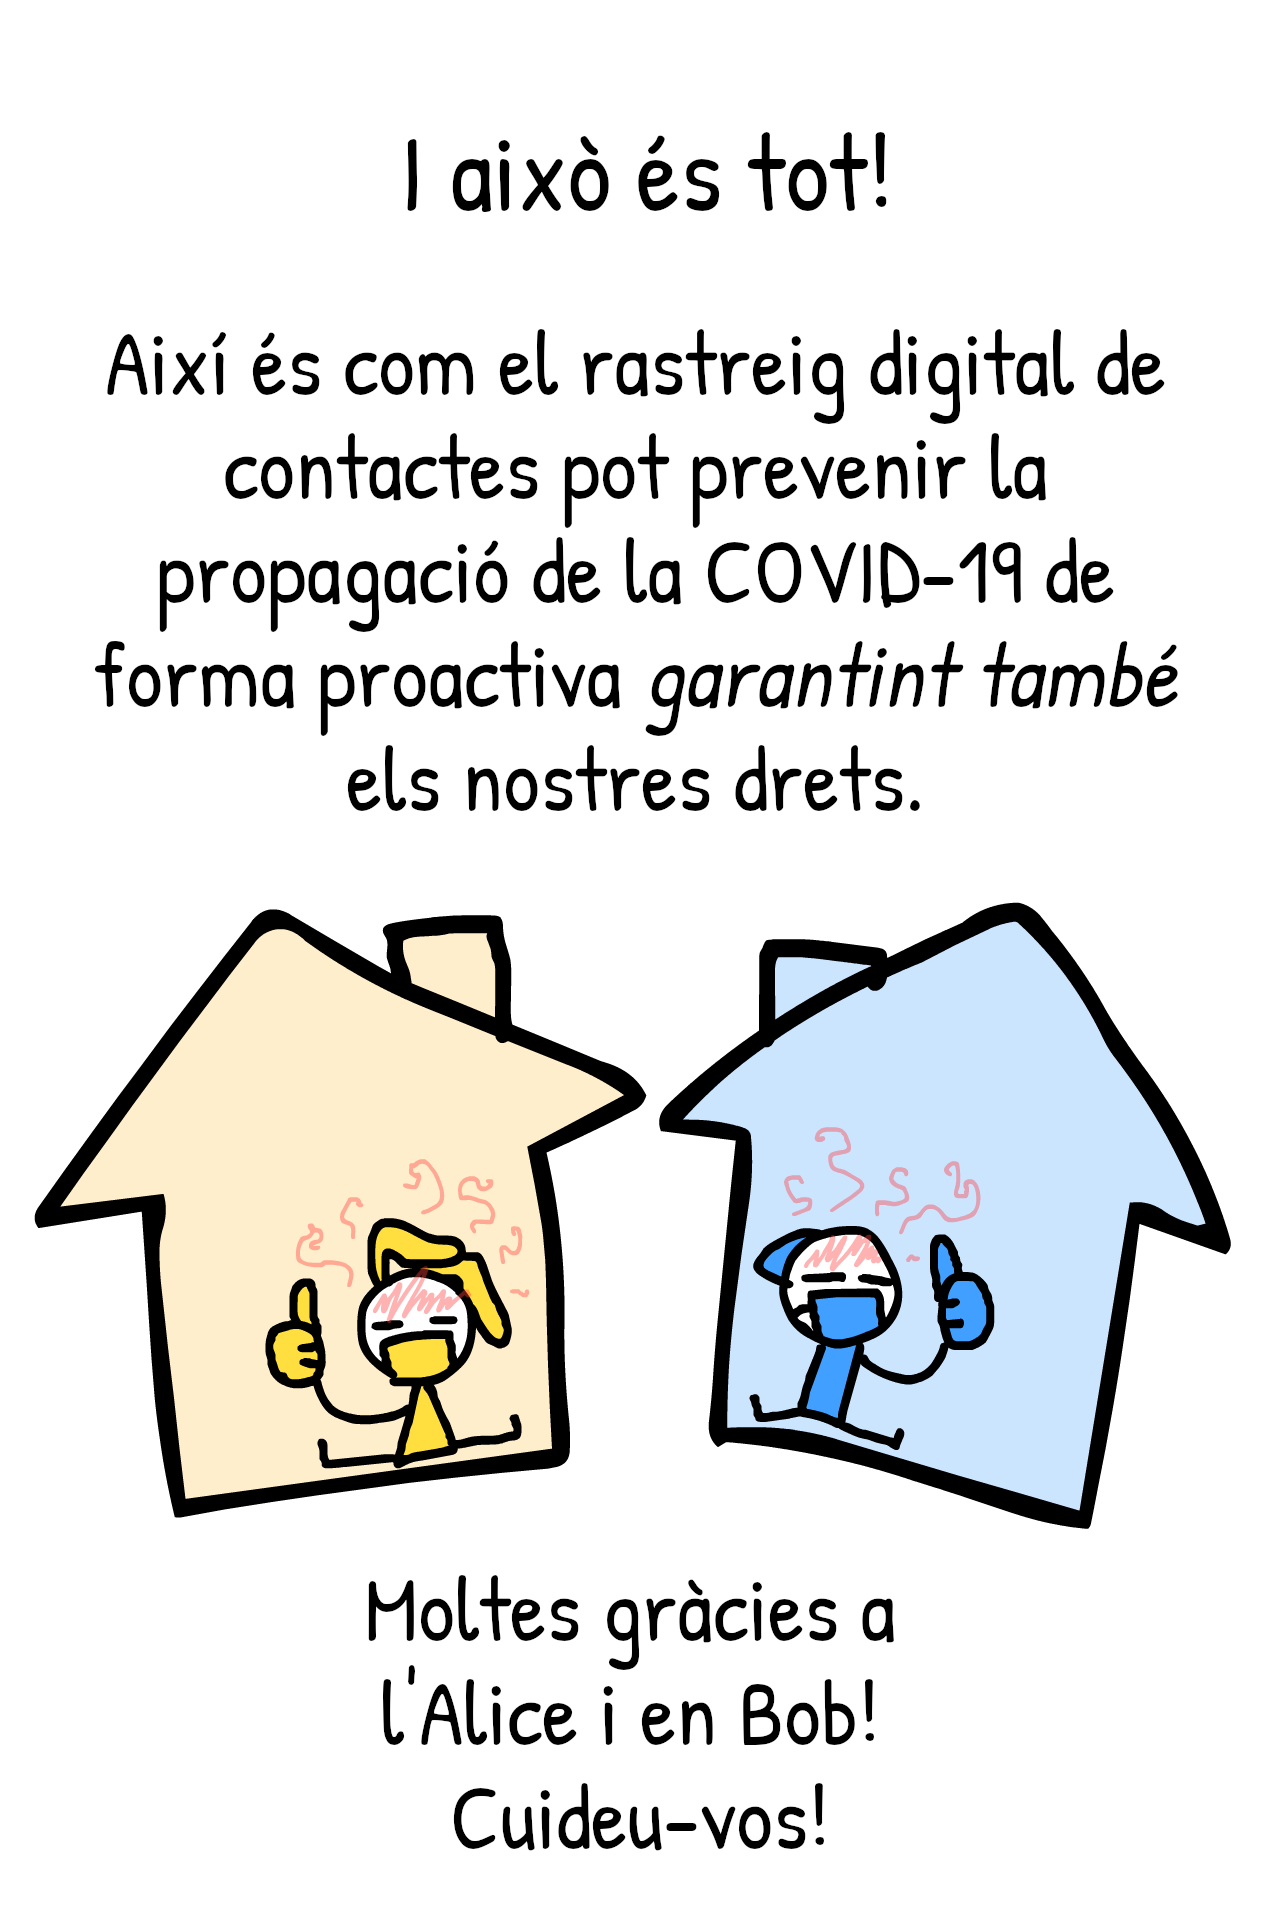 I això és tot!
Així és com el rastreig digital de
contactes pot prevenir la
propagació de la COVID-19 de
forma proactiva garantint també
els nostres drets.
Moltes gràcies a
l'Alice i en Bob!
Cuideu-vos!